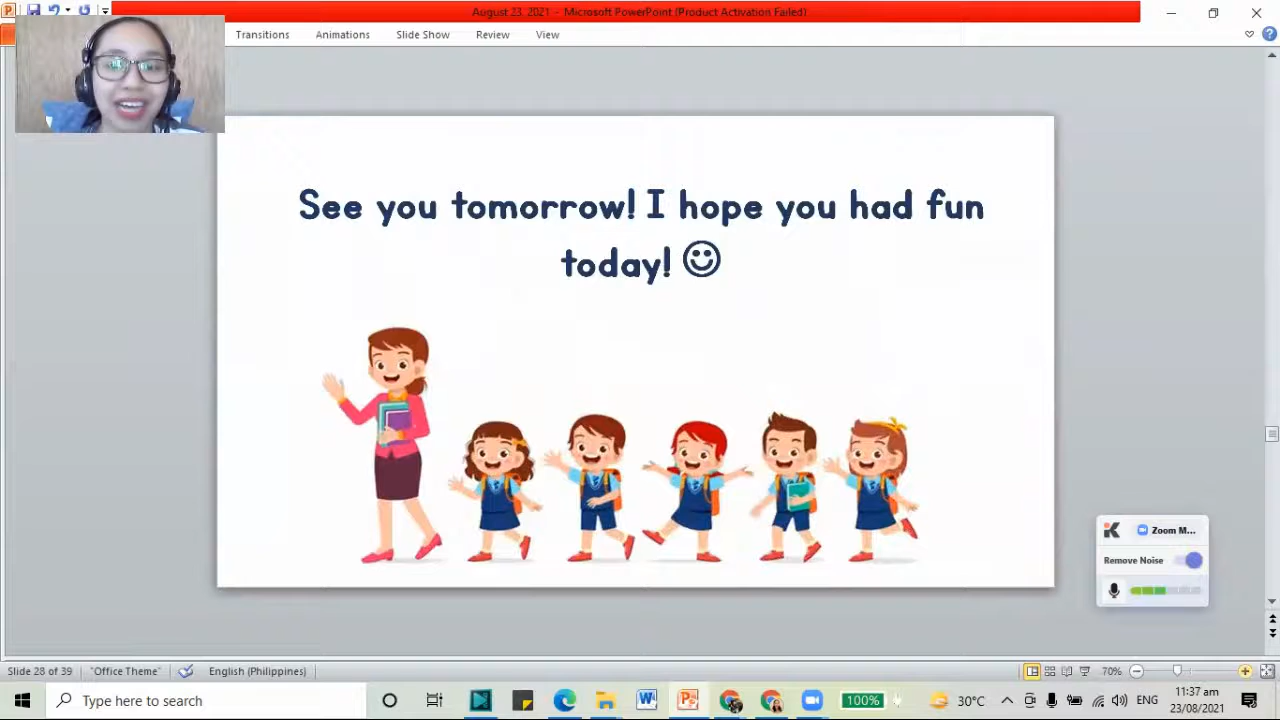 August 23, 2021 - Microsoft PowerPoint (Product Activation Failed)
Transitions Animations Slide Show Review View
See you tomorrow! I hope you had fun
today! ☺
Zoom M...
Remove Noise
Slide 28 of 39 "Office Theme" English (Philippines) 70%
Type here to search 100% 30°C ENG 11:37 am
23/08/2021